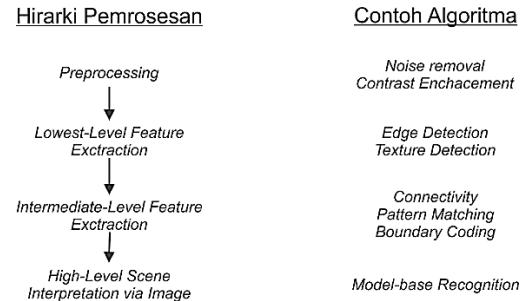 Hirarki Pemrosesan
Contoh Algoritma
Preprocessing
Noise removal
Contrast Enchacement
Lowest-Level Feature
Exctraction
Edge Detection
Texture Detection
Intermediate-Level Feature
Exctraction
Connectivity
Pattern Matching
Boundary Coding
High-Level Scene
Interpretation via Image
Model-base Recognition